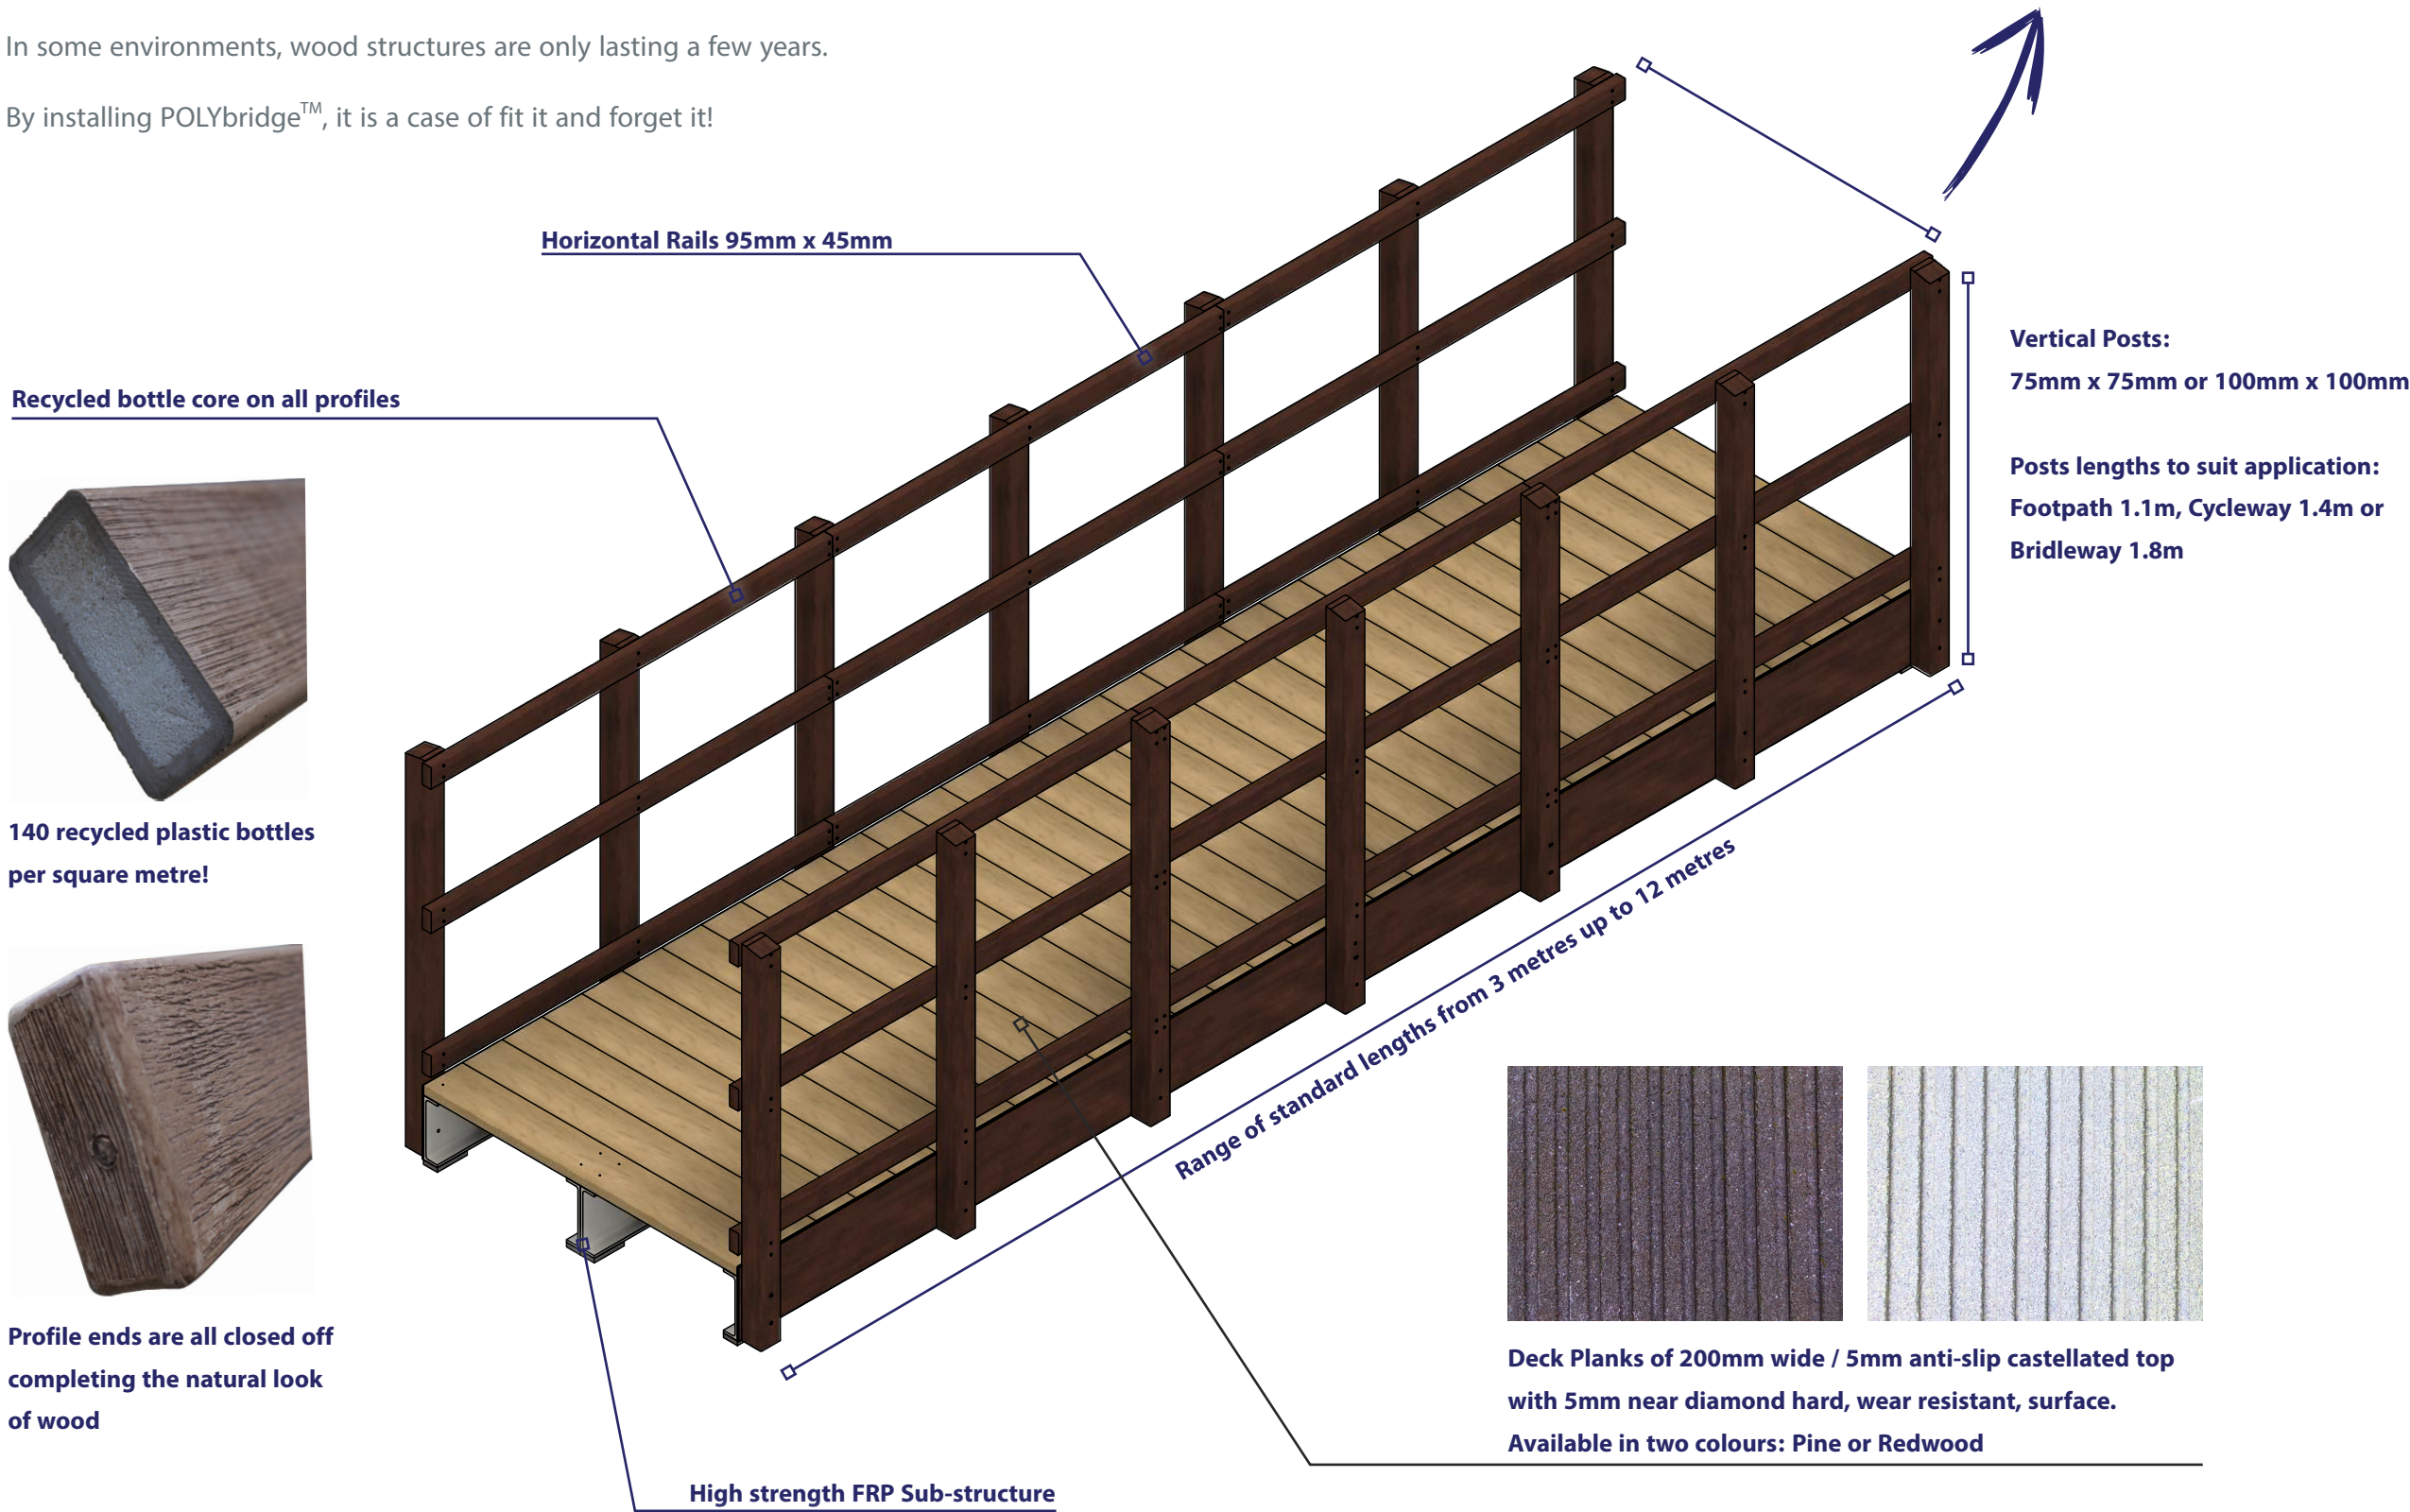 In some environments, wood structures are only lasting a few years.
By installing POLYbridge™, it is a case of fit it and forget it!
Horizontal Rails 95mm x 45mm
Recycled bottle core on all profiles
Vertical Posts:
75mm x 75mm or 100mm x 100mm
Posts lengths to suit application:
Footpath 1.1m, Cycleway 1.4m or
Bridleway 1.8m
140 recycled plastic bottles
per square metre!
Range of standard lengths from 3 metres up to 12 metres
Profile ends are all closed off
completing the natural look
of wood
Deck Planks of 200mm wide / 5mm anti-slip castellated top
with 5mm near diamond hard, wear resistant, surface.
Available in two colours: Pine or Redwood
High strength FRP Sub-structure